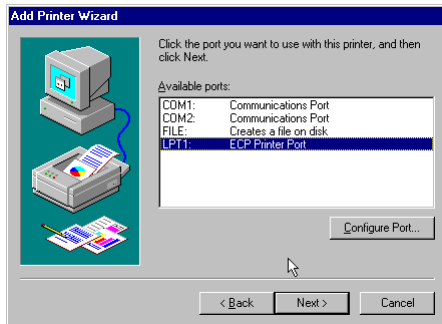 Add Printer Wizard
Click the port you want to use with this printer, and then
click Next.
Available ports:
COM1: Communications Port
COM2: Communications Port
FILE: Creates a file on disk
LPT1: ECP Printer Port
Configure Port...
< Back Next > Cancel